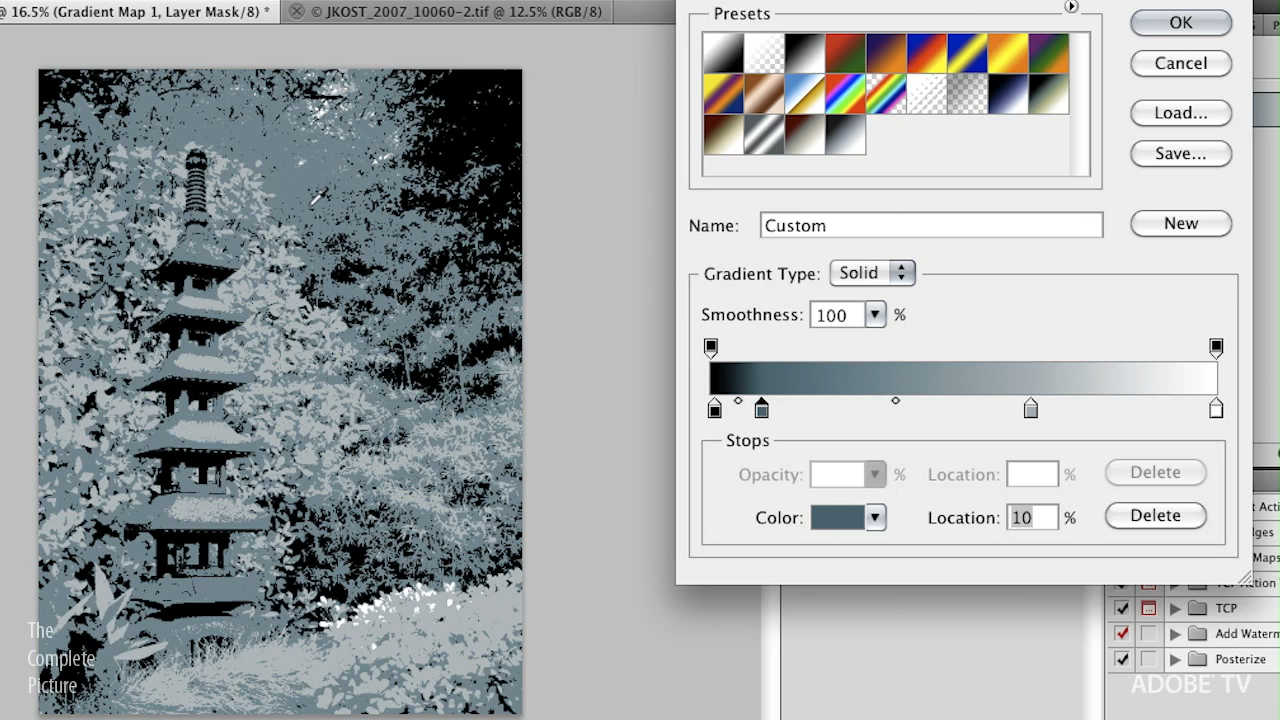 @ 16.5% (Gradient Map 1, Layer Mask/8) *
© JKOST_2007_10060-2.tif @ 12.5% (RGB/8)
Presets
OK
Cancel
Load...
Save...
Name: Custom
New
Gradient Type: Solid
Smoothness: 100 %
Stops
Opacity: % Location: % Delete
Color: Location: 10 % Delete
TCP
Add Waterm
Posterize
The
Complete
Picture
ADOBE TV